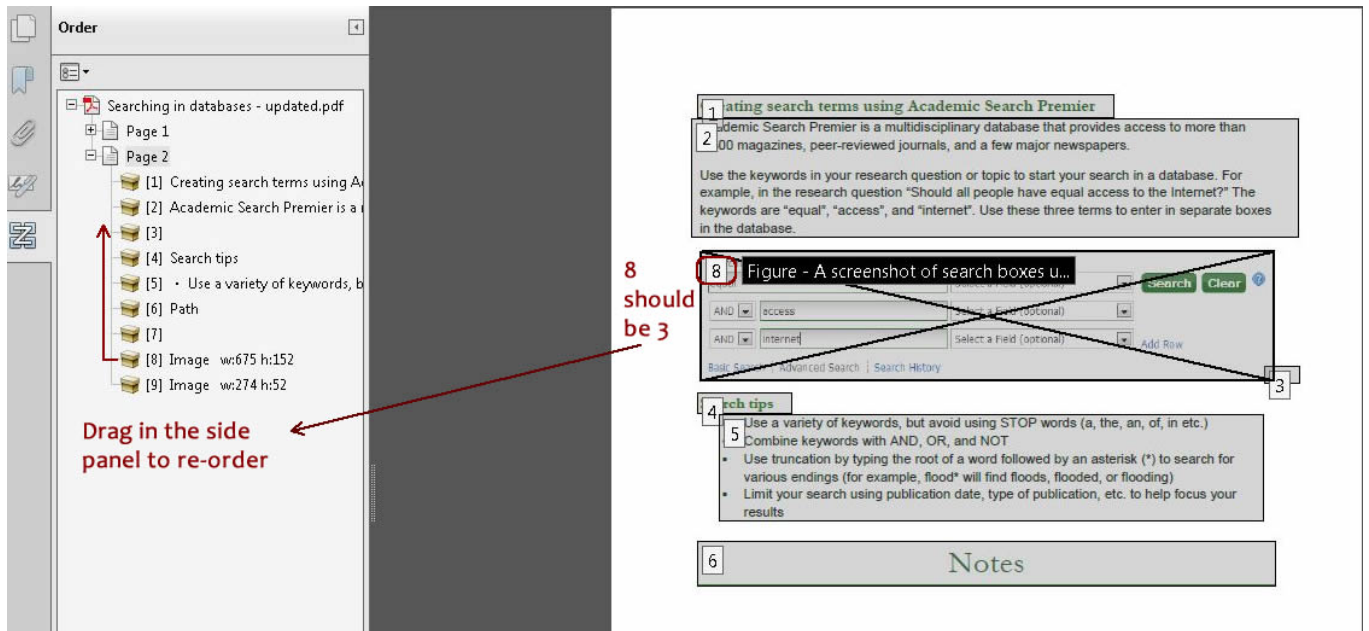 Order
Searching in databases - updated.pdf
Page 1
Page 2
[1] Creating search terms using A
[2] Academic Search Premier is a
[3]
[4] Search tips
[5] • Use a variety of keywords, b
[6] Path
[7]
[8] Image w:675 h:152
[9] Image w:274 h:52
Drag in the side
panel to re-order
8
should
be 3
1
ating search terms using Academic Search Premier
2
demic Search Premier is a multidisciplinary database that provides access to more than
00 magazines, peer-reviewed journals, and a few major newspapers.
Use the keywords in your research question or topic to start your search in a database. For
example, in the research question “Should all people have equal access to the Internet?” The
keywords are “equal”, “access”, and “internet”. Use these three terms to enter in separate boxes
in the database.
8 Figure - A screenshot of search boxes u...
equal Select a Field (optional) Search Clear ?
AND access Select a Field (optional)
AND internet Select a Field (optional) Add Row
Basic Search | Advanced Search | Search History
3
4 rch tips
5
Use a variety of keywords, but avoid using STOP words (a, the, an, of, in etc.)
Combine keywords with AND, OR, and NOT
• Use truncation by typing the root of a word followed by an asterisk (*) to search for
various endings (for example, flood* will find floods, flooded, or flooding)
• Limit your search using publication date, type of publication, etc. to help focus your
results
6 Notes